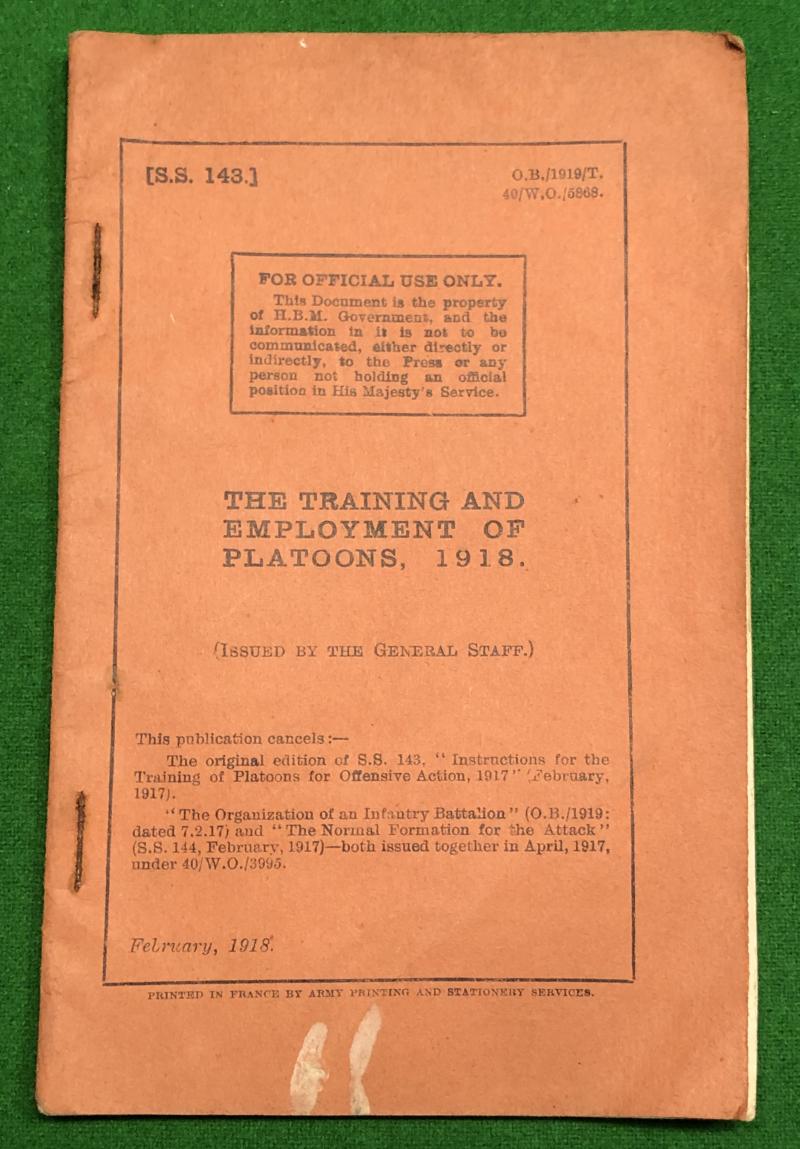 [S.S. 143.]
O.B./1919/T.
40/W.O./5868.
FOR OFFICIAL USE ONLY.
This Document is the property
of H.B.M. Government, and the
information in it is not to be
communicated, either directly or
indirectly, to the Press or any
person not holding an official
position in His Majesty's Service.
THE TRAINING AND
EMPLOYMENT OF
PLATOONS, 1918.
(ISSUED BY THE GENERAL STAFF.)
This publication cancels:—
The original edition of S.S. 143, "Instructions for the
Training of Platoons for Offensive Action, 1917" (February,
1917).
"The Organization of an Infantry Battalion" (O.B./1919:
dated 7.2.17) and "The Normal Formation for the Attack"
(S.S. 144, February, 1917)—both issued together in April, 1917,
under 40/W.O./3995.
February, 1918.
PRINTED IN FRANCE BY ARMY PRINTING AND STATIONERY SERVICES.